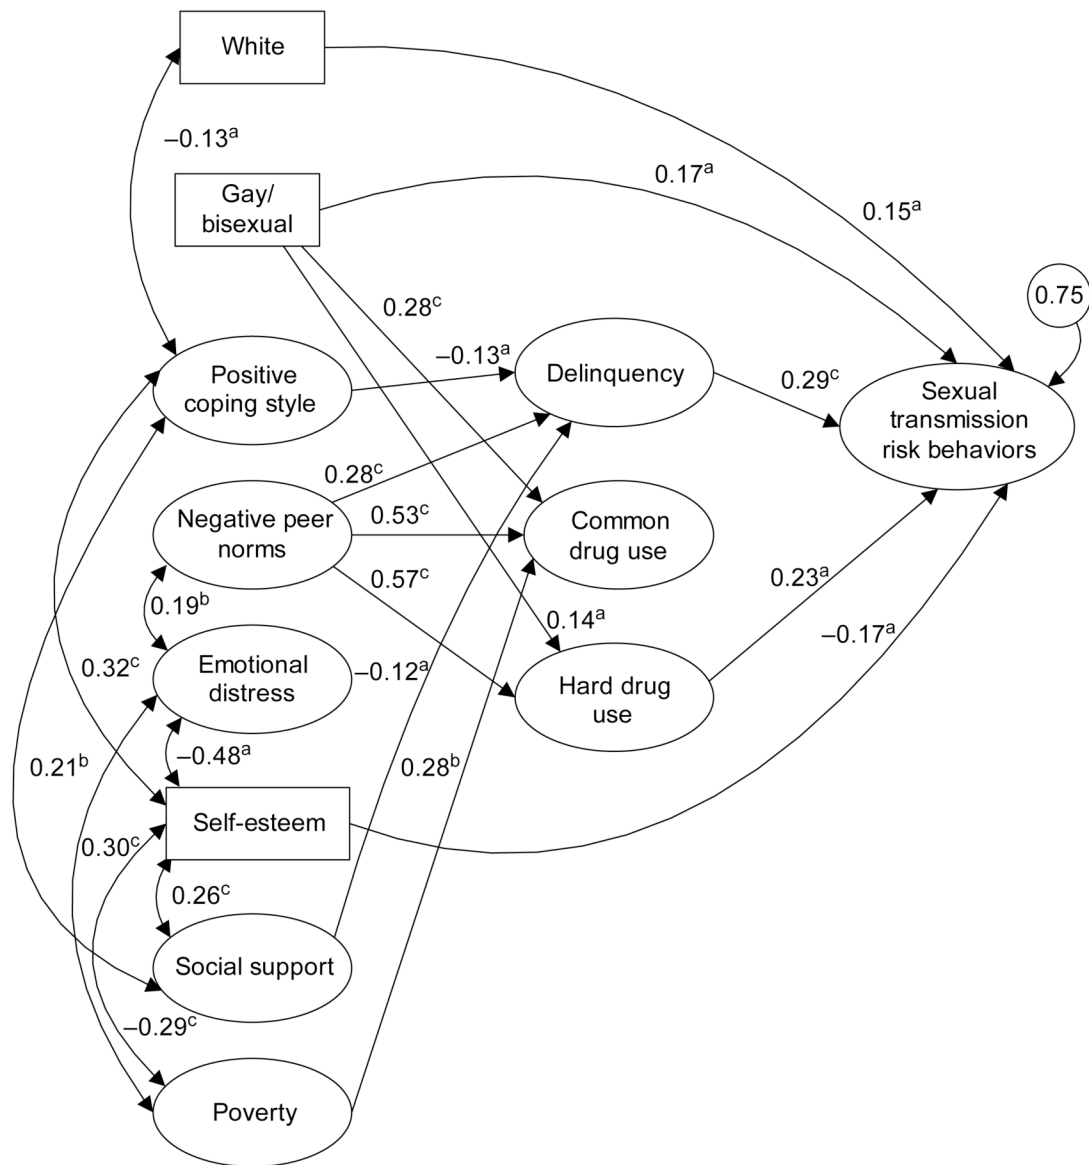 White
–0.13ᵃ
Gay/
bisexual
0.17ᵃ
0.15ᵃ
0.75
0.28ᶜ
–0.13ᵃ
Positive
coping style
Delinquency
0.29ᶜ
Sexual
transmission
risk behaviors
0.28ᶜ
Negative peer
norms
0.53ᶜ
Common
drug use
0.57ᶜ
0.23ᵃ
0.19ᵇ
0.14ᵃ
–0.17ᵃ
0.32ᶜ
Emotional
distress
–0.12ᵃ
Hard drug
use
0.21ᵇ
–0.48ᵃ
0.28ᵇ
Self-esteem
0.30ᶜ
0.26ᶜ
Social support
–0.29ᶜ
Poverty